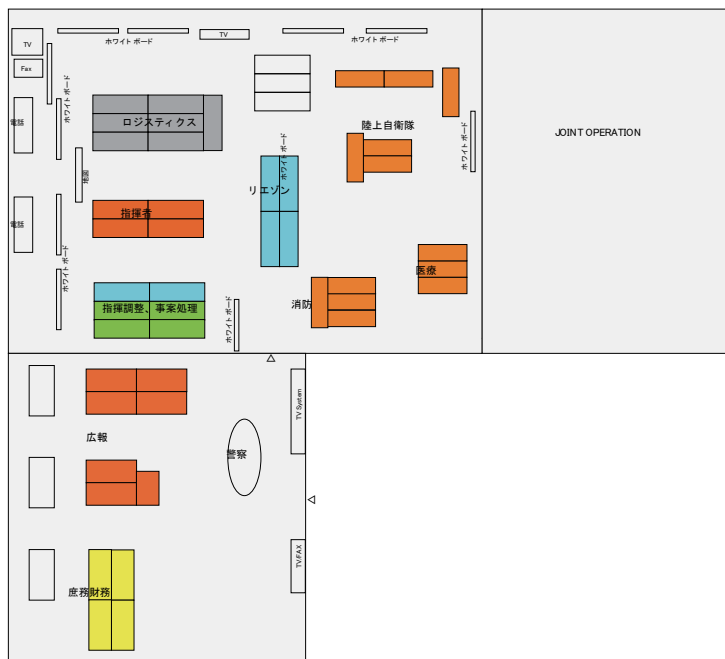 ホワイトボード
TV
ホワイトボード
TV
Fax
ホワイトボード
電話
ロジスティクス
陸上自衛隊
ホワイトボード
JOINT OPERATION
ホワイトボード
地図
リエゾン
指揮者
電話
ホワイトボード
医療
指揮調整、事案処理
消防
ホワイトボード
TV System
広報
警察
TV/FAX
庶務財務